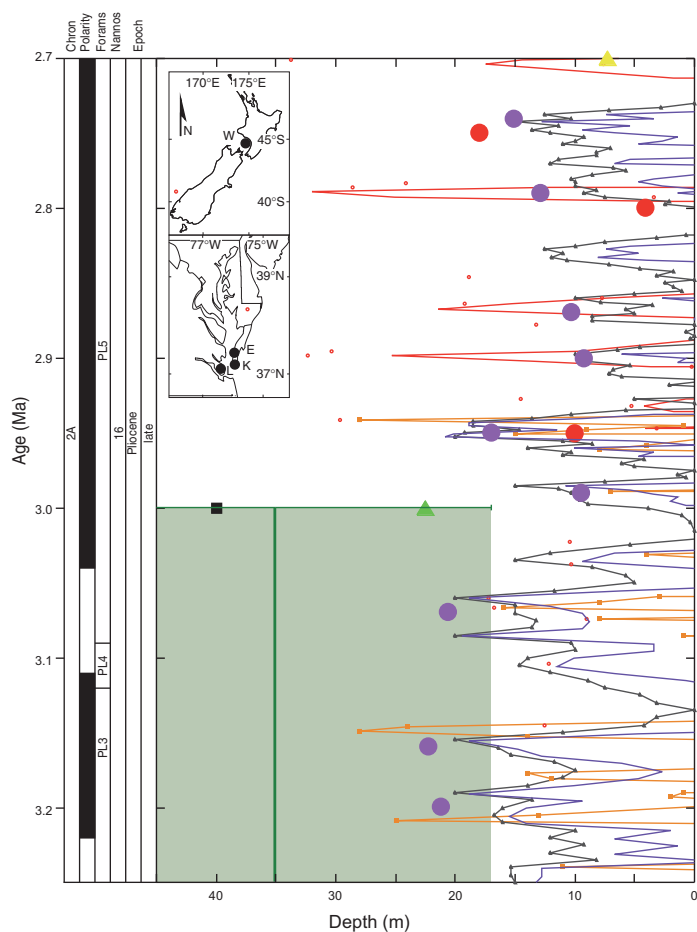 Chron
Polarity
Forams
Nannos
Epoch
2.7
2.8
2.9
3.0
3.1
3.2
Age (Ma)
2A
PL5
PL4
PL3
16
Pliocene
late
170°E 175°E
N
W
45°S
40°S
77°W 75°W
39°N
E
K
L
37°N
40 30 20 10 0
Depth (m)